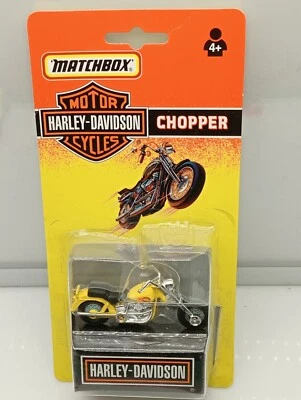 MATCHBOX
4+
MOTOR
HARLEY-DAVIDSON
CYCLES
CHOPPER
HARLEY-DAVIDSON